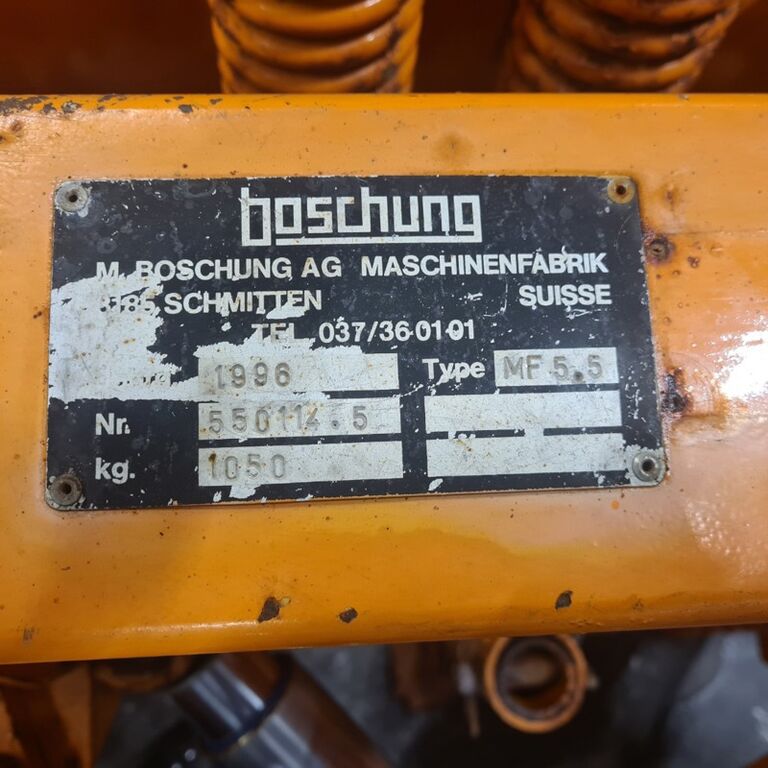 boschung
M. BOSCHUNG AG MASCHINENFABRIK
3185 SCHMITTEN SUISSE
TEL. 037/36 01 01
1996 Type MF 5.5
Nr. 550114.5
kg. 1050